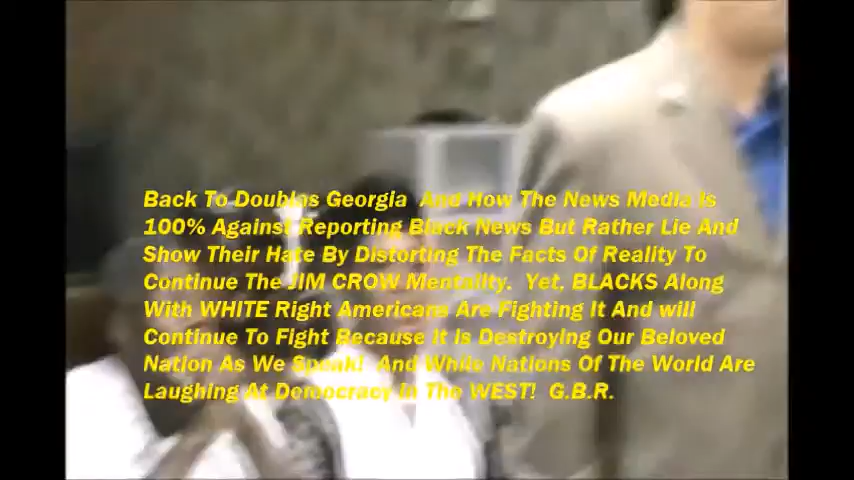 Back To Doublas Georgia And How The News Media Is
100% Against Reporting Black News But Rather Lie And
Show Their Hate By Distorting The Facts Of Reality To
Continue The JIM CROW Mentality. Yet. BLACKS Along
With WHITE Right Americans Are Fighting It And will
Continue To Fight Because It Is Destroying Our Beloved
Nation As We Speak! And While Nations Of The World Are
Laughing At Democracy In The WEST! G.B.R.